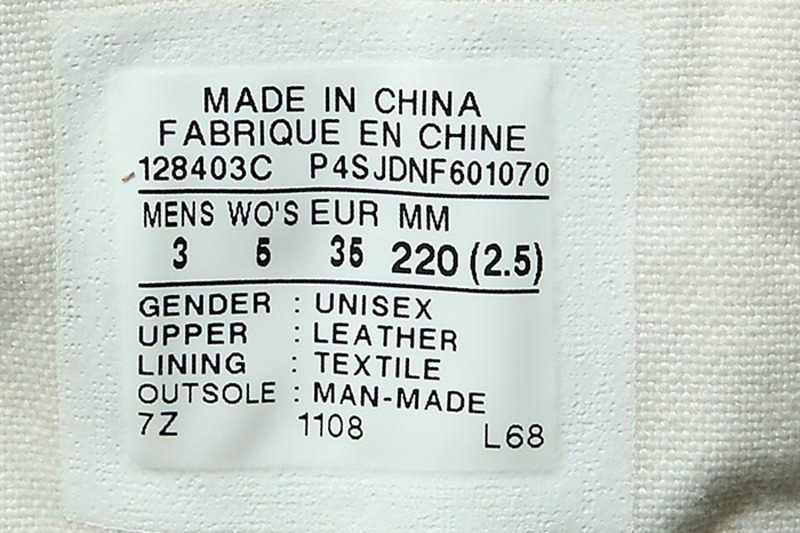 MADE IN CHINA
FABRIQUE EN CHINE
128403C P4SJDNF601070
MENS WO'S EUR MM
3 5 35 220 (2.5)
GENDER : UNISEX
UPPER : LEATHER
LINING : TEXTILE
OUTSOLE : MAN-MADE
7Z 1108 L68